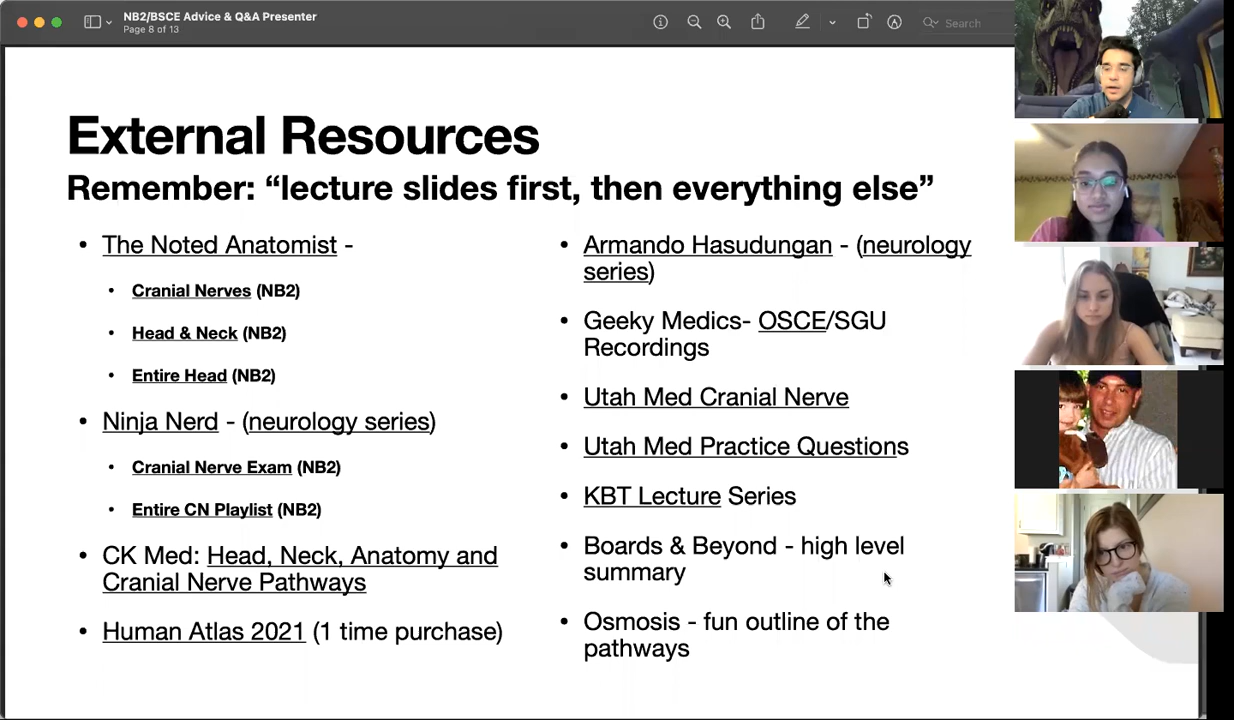 NB2/BSCE Advice & Q&A Presenter
Page 8 of 13
Search
External Resources
Remember: “lecture slides first, then everything else”
• The Noted Anatomist -
• Cranial Nerves (NB2)
• Head & Neck (NB2)
• Entire Head (NB2)
• Ninja Nerd - (neurology series)
• Cranial Nerve Exam (NB2)
• Entire CN Playlist (NB2)
• CK Med: Head, Neck, Anatomy and
Cranial Nerve Pathways
• Human Atlas 2021 (1 time purchase)
• Armando Hasudungan - (neurology
series)
• Geeky Medics- OSCE/SGU
Recordings
• Utah Med Cranial Nerve
• Utah Med Practice Questions
• KBT Lecture Series
• Boards & Beyond - high level
summary
• Osmosis - fun outline of the
pathways